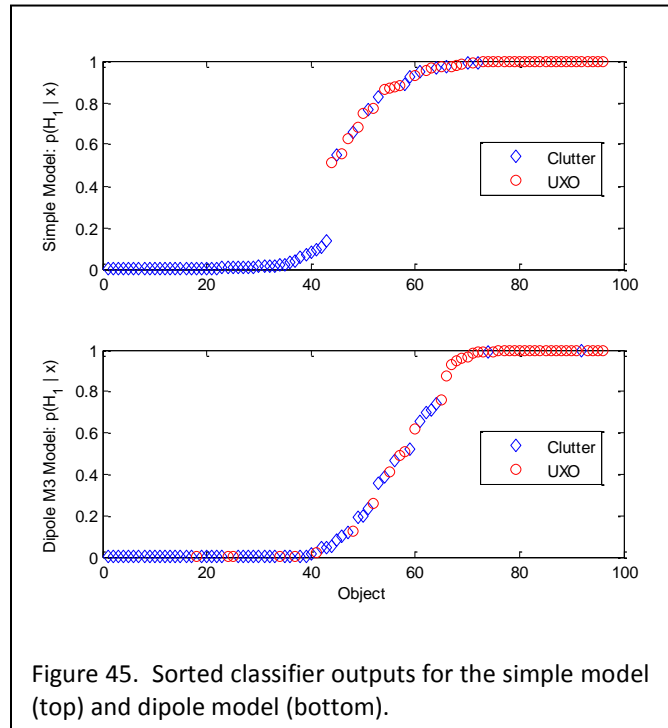 1
0.8
0.6
0.4
0.2
0
Simple Model: p(H1 | x)
Clutter
UXO
0 20 40 60 80 100
1
0.8
0.6
0.4
0.2
0
Dipole M3 Model: p(H1 | x)
Clutter
UXO
0 20 40 60 80 100
Object
Figure 45. Sorted classifier outputs for the simple model
(top) and dipole model (bottom).